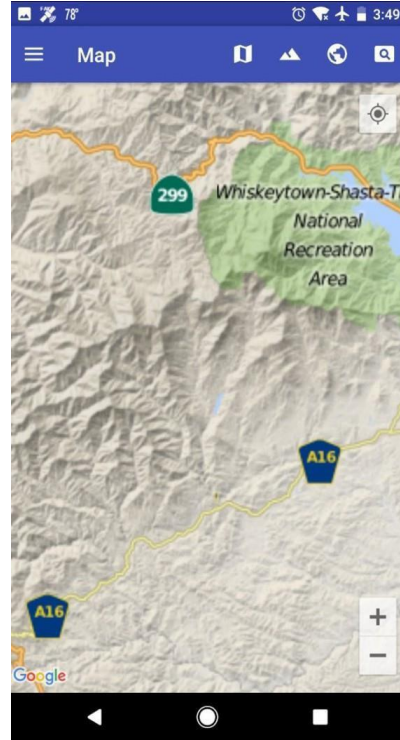 78°
3:49
Map
299
Whiskeytown-Shasta-T
National
Recreation
Area
A16
A16
+
−
Google